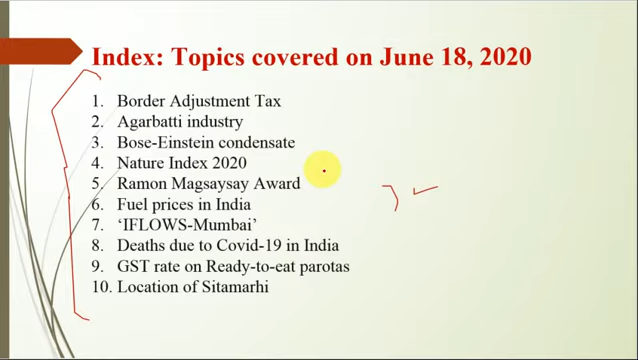 Index: Topics covered on June 18, 2020
1. Border Adjustment Tax
2. Agarbatti industry
3. Bose-Einstein condensate
4. Nature Index 2020
5. Ramon Magsaysay Award
6. Fuel prices in India
7. ‘IFLOWS-Mumbai’
8. Deaths due to Covid-19 in India
9. GST rate on Ready-to-eat parotas
10. Location of Sitamarhi